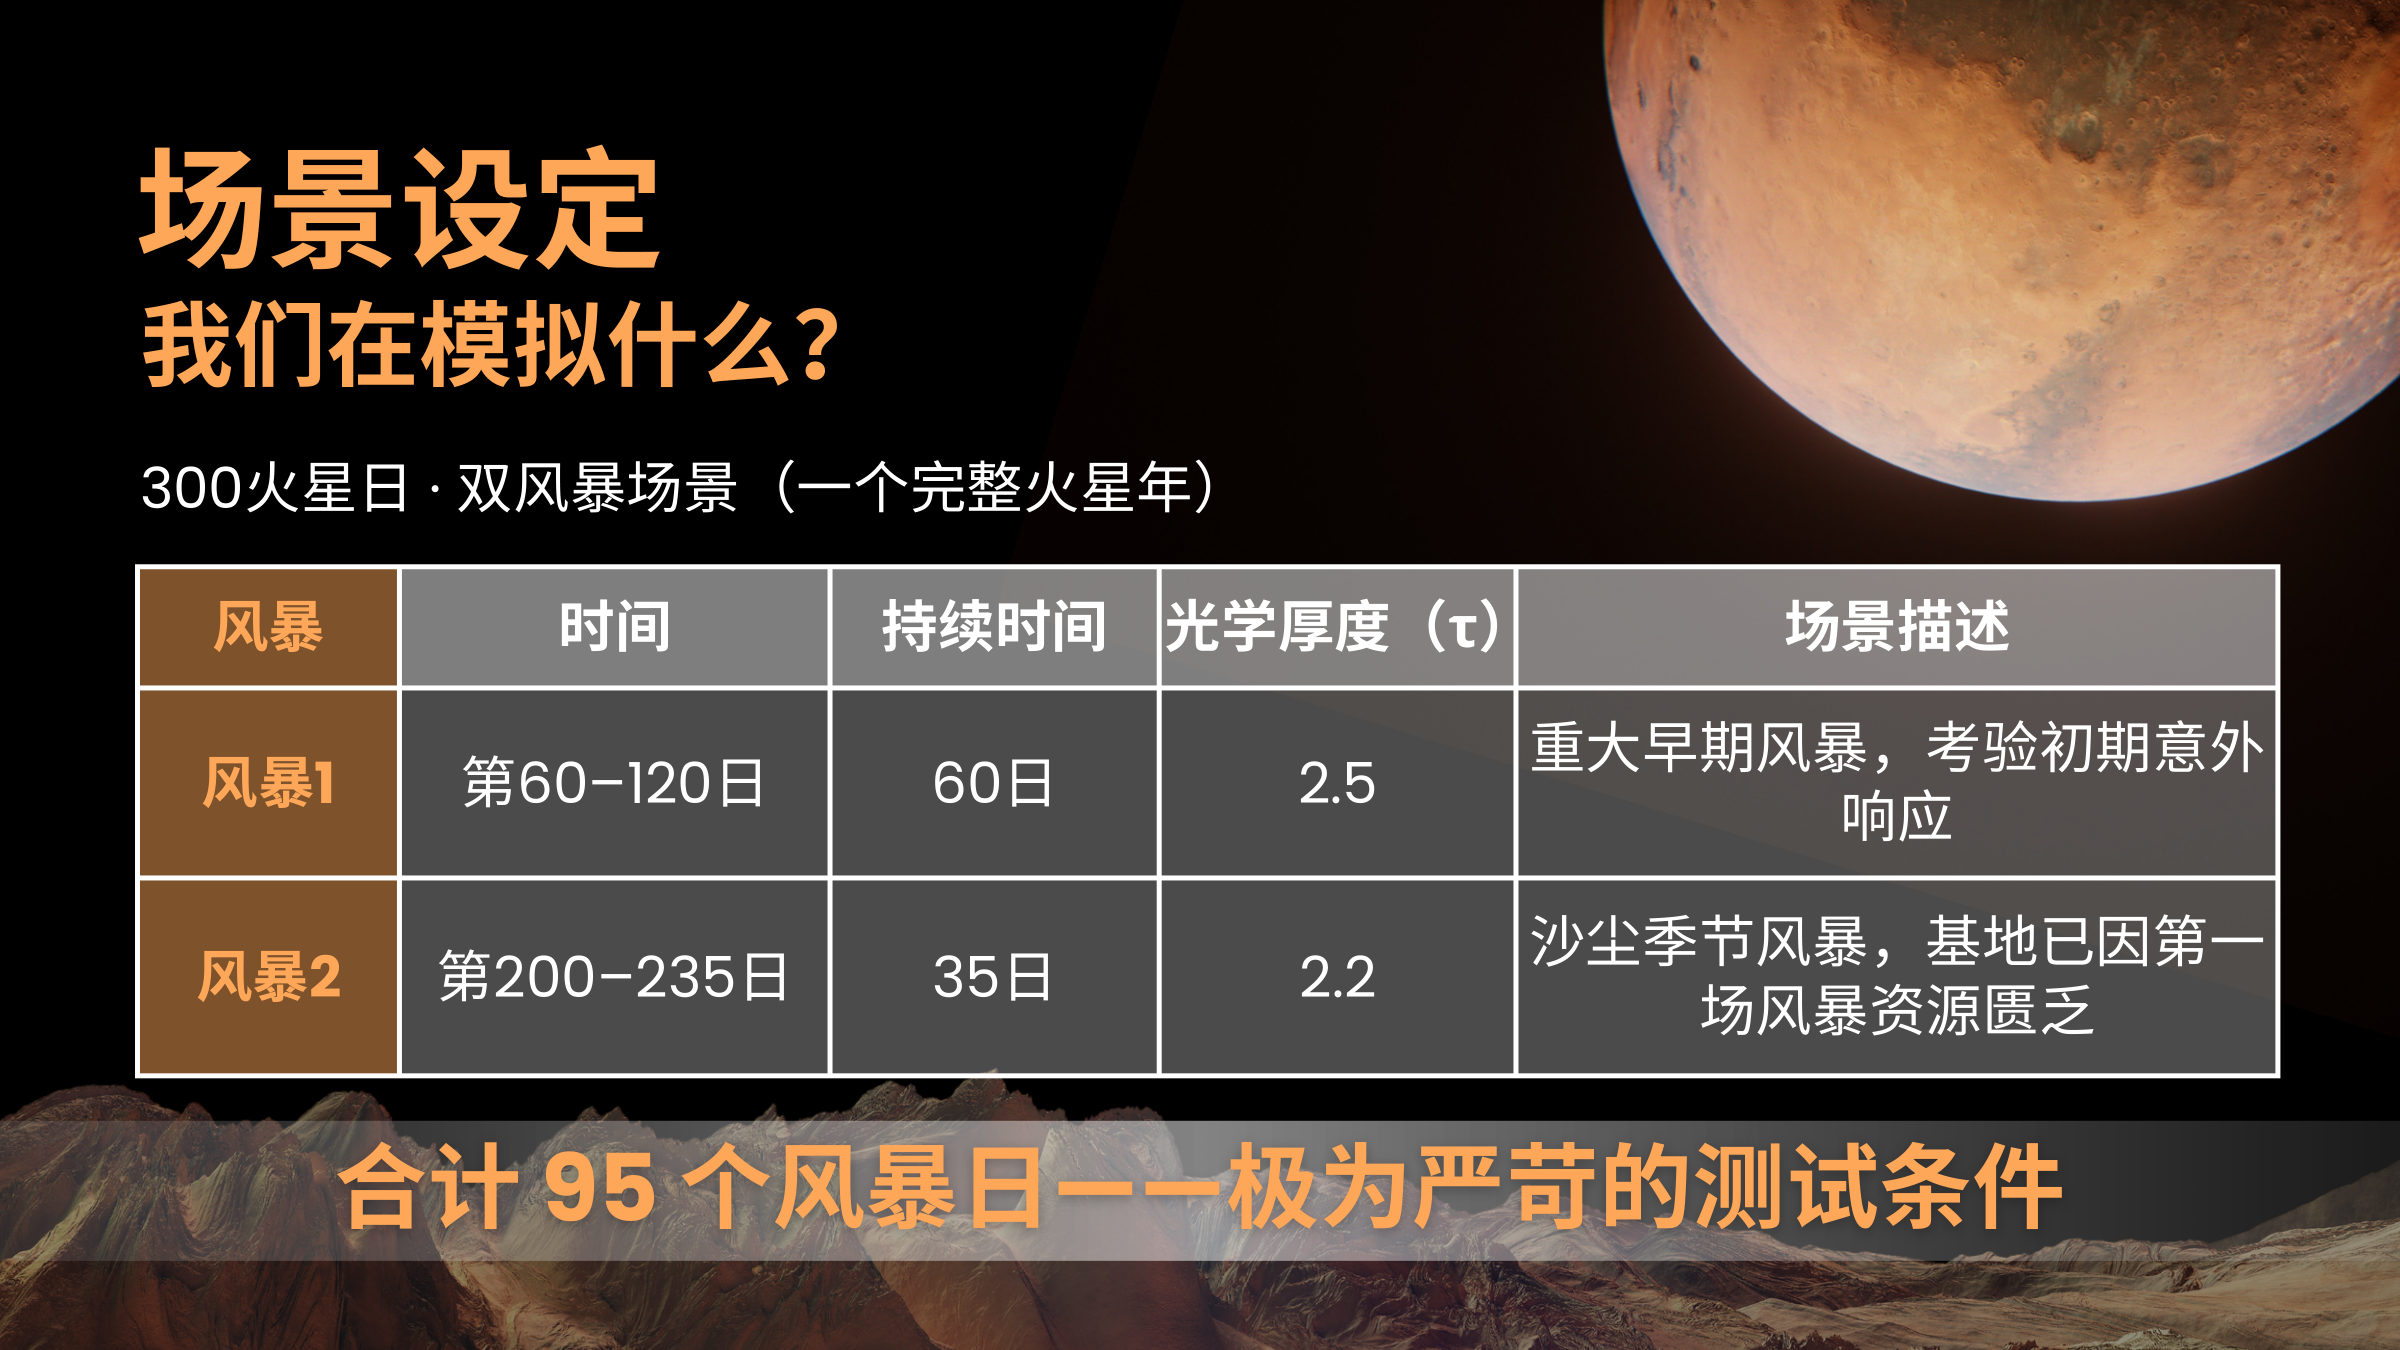 场景设定
我们在模拟什么？
300火星日 · 双风暴场景（一个完整火星年）
风暴 时间 持续时间 光学厚度（τ） 场景描述
风暴1 第60–120日 60日 2.5 重大早期风暴，考验初期意外
响应
风暴2 第200–235日 35日 2.2 沙尘季节风暴，基地已因第一
场风暴资源匮乏
合计 95 个风暴日——极为严苛的测试条件